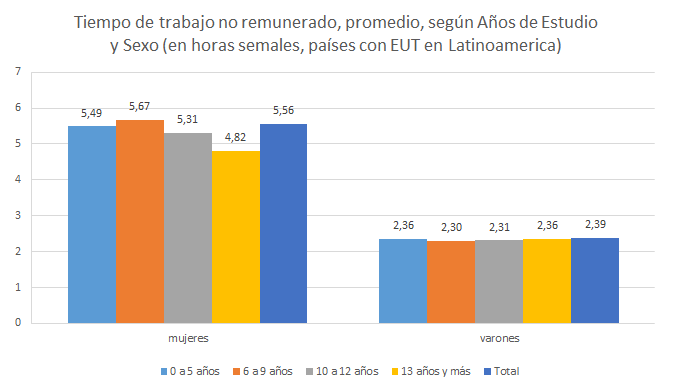 Tiempo de trabajo no remunerado, promedio, según Años de Estudio
y Sexo (en horas semales, países con EUT en Latinoamerica)
7
6
5
4
3
2
1
0
5,49
5,67
5,31
4,82
5,56
2,36
2,30
2,31
2,36
2,39
mujeres
varones
0 a 5 años
6 a 9 años
10 a 12 años
13 años y más
Total